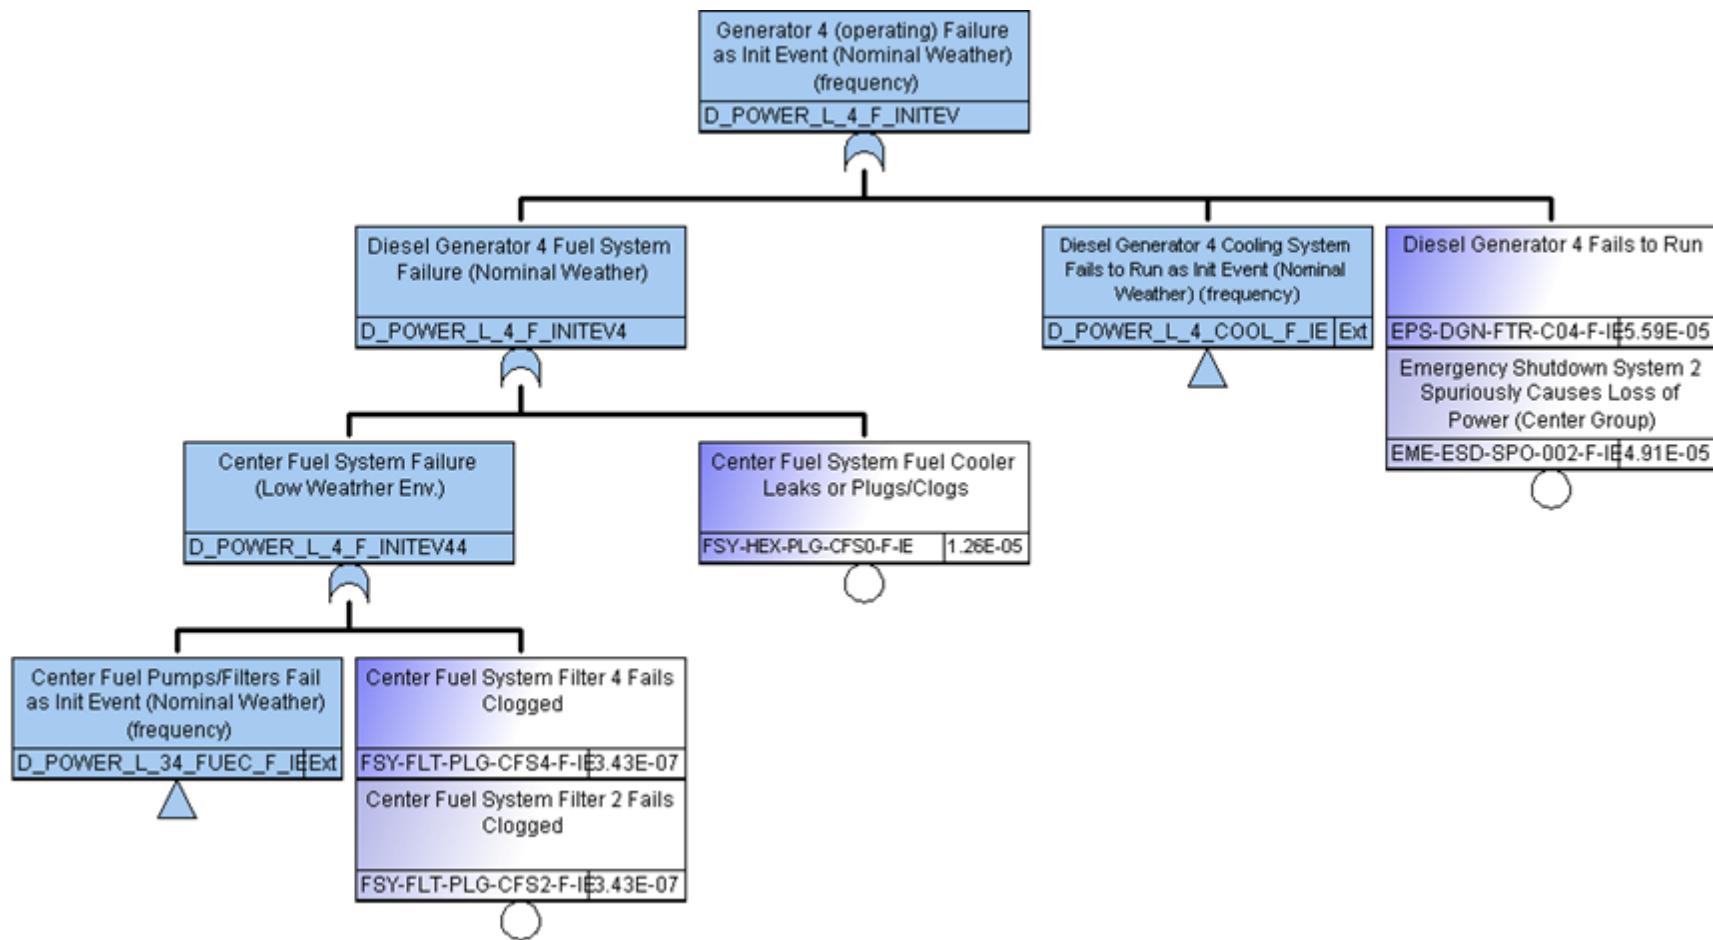 Generator 4 (operating) Failure
as Init Event (Nominal Weather)
(frequency)
D_POWER_L_4_F_INITEV
Diesel Generator 4 Fuel System
Failure (Nominal Weather)
D_POWER_L_4_F_INITEV4
Diesel Generator 4 Cooling System
Fails to Run as Init Event (Nominal
Weather) (frequency)
D_POWER_L_4_COOL_F_IE Ext
Diesel Generator 4 Fails to Run
EPS-DGN-FTR-C04-F-IE 5.59E-05
Emergency Shutdown System 2
Spuriously Causes Loss of
Power (Center Group)
EME-ESD-SPO-002-F-IE 4.91E-05
Center Fuel System Failure
(Low Weatrher Env.)
D_POWER_L_4_F_INITEV44
Center Fuel System Fuel Cooler
Leaks or Plugs/Clogs
FSY-HEX-PLG-CFS0-F-IE 1.26E-05
Center Fuel Pumps/Filters Fail
as Init Event (Nominal Weather)
(frequency)
D_POWER_L_34_FUEC_F_IE Ext
Center Fuel System Filter 4 Fails
Clogged
FSY-FLT-PLG-CFS4-F-IE 3.43E-07
Center Fuel System Filter 2 Fails
Clogged
FSY-FLT-PLG-CFS2-F-IE 3.43E-07